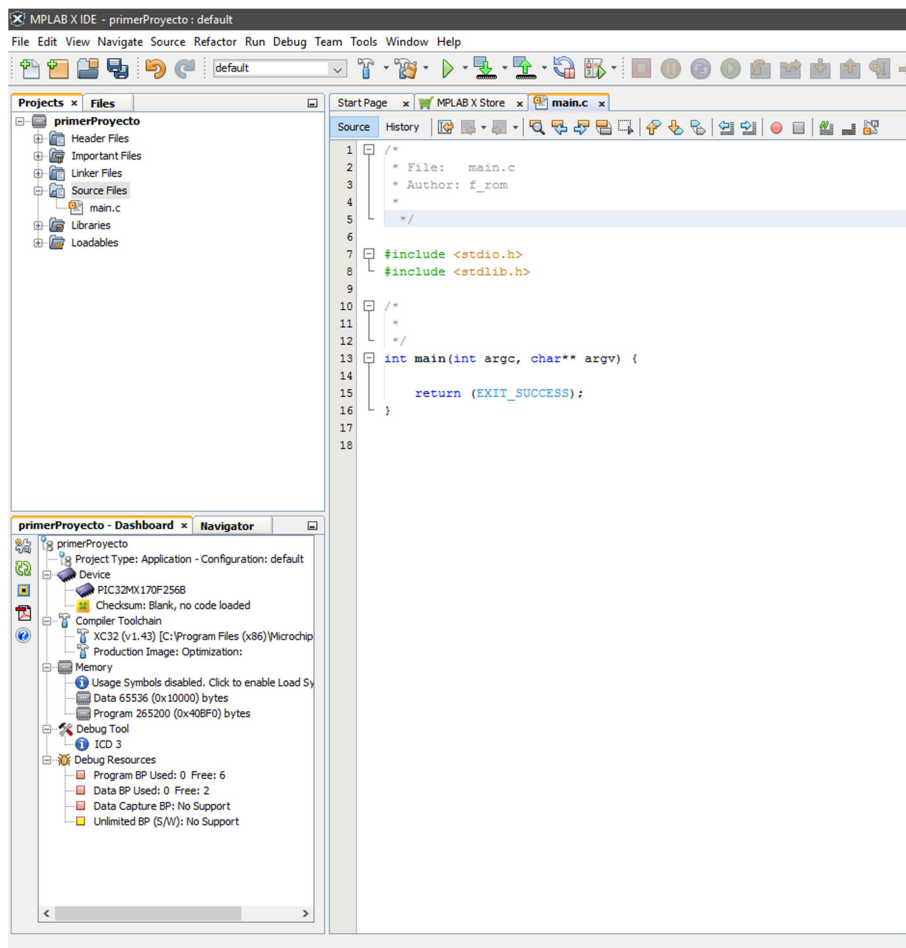 MPLAB X IDE - primerProyecto : default
File Edit View Navigate Source Refactor Run Debug Team Tools Window Help
default
Projects × Files
primerProyecto
Header Files
Important Files
Linker Files
Source Files
main.c
Libraries
Loadables
Start Page × MPLAB X Store × main.c ×
Source History
1 /*
2 * File: main.c
3 * Author: f_rom
4 *
5 */
6
7 #include <stdio.h>
8 #include <stdlib.h>
9
10 /*
11 *
12 */
13 int main(int argc, char** argv) {
14
15 return (EXIT_SUCCESS);
16 }
17
18
primerProyecto - Dashboard × Navigator
primerProyecto
Project Type: Application - Configuration: default
Device
PIC32MX170F256B
Checksum: Blank, no code loaded
Compiler Toolchain
XC32 (v1.43) [C:\Program Files (x86)\Microchip
Production Image: Optimization:
Memory
Usage Symbols disabled. Click to enable Load Sy
Data 65536 (0x10000) bytes
Program 265200 (0x40BF0) bytes
Debug Tool
ICD 3
Debug Resources
Program BP Used: 0 Free: 6
Data BP Used: 0 Free: 2
Data Capture BP: No Support
Unlimited BP (S/W): No Support